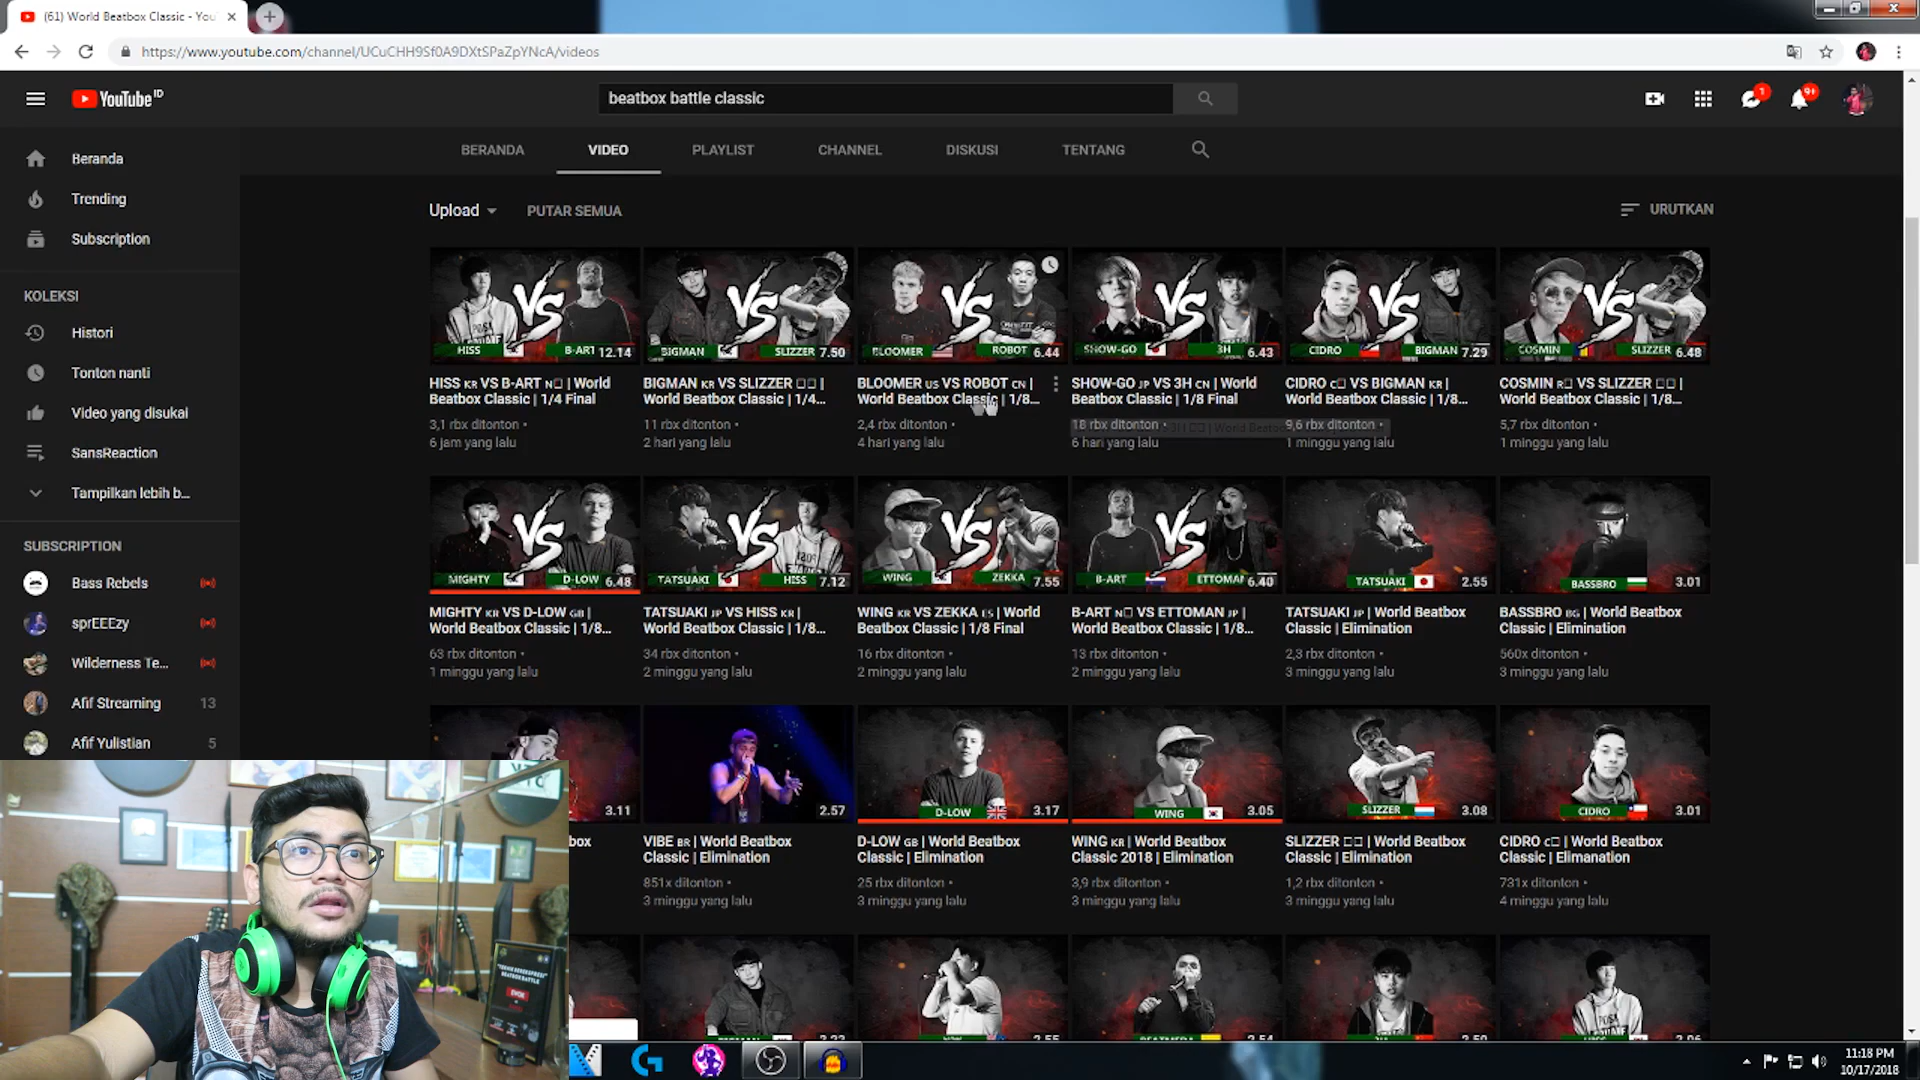 (61) World Beatbox Classic - You
https://www.youtube.com/channel/UCuCHH9Sf0A9DXtSPaZpYNcA/videos
YouTube ID
beatbox battle classic
1
9+
BERANDA VIDEO PLAYLIST CHANNEL DISKUSI TENTANG
Beranda
Trending
Subscription
KOLEKSI
Histori
Tonton nanti
Video yang disukai
SansReaction
Tampilkan lebih b...
SUBSCRIPTION
Bass Rebels
sprEEEzy
Wilderness Te...
Afif Streaming 13
Afif Yulistian 5
Upload PUTAR SEMUA URUTKAN
HISS VS B-ART 12.14
BIGMAN VS SLIZZER 7.50
BLOOMER VS ROBOT 6.44
SHOW-GO VS 3H 6.43
CIDRO VS BIGMAN 7.29
COSMIN VS SLIZZER 6.48
HISS KR VS B-ART N | World
Beatbox Classic | 1/4 Final
3,1 rbx ditonton •
6 jam yang lalu
BIGMAN KR VS SLIZZER |
World Beatbox Classic | 1/4...
11 rbx ditonton •
2 hari yang lalu
BLOOMER US VS ROBOT CN |
World Beatbox Classic | 1/8...
2,4 rbx ditonton •
4 hari yang lalu
SHOW-GO JP VS 3H CN | World
Beatbox Classic | 1/8 Final
18 rbx ditonton •
6 hari yang lalu
CIDRO C VS BIGMAN KR |
World Beatbox Classic | 1/8...
9,6 rbx ditonton •
1 minggu yang lalu
COSMIN R VS SLIZZER |
World Beatbox Classic | 1/8...
5,7 rbx ditonton •
1 minggu yang lalu
MIGHTY VS D-LOW 6.48
TATSUAKI VS HISS 7.12
WING VS ZEKKA 7.55
B-ART VS ETTOMAN 6.40
TATSUAKI 2.55
BASSBRO 3.01
MIGHTY KR VS D-LOW GB |
World Beatbox Classic | 1/8...
63 rbx ditonton •
1 minggu yang lalu
TATSUAKI JP VS HISS KR |
World Beatbox Classic | 1/8...
34 rbx ditonton •
2 minggu yang lalu
WING KR VS ZEKKA ES | World
Beatbox Classic | 1/8 Final
16 rbx ditonton •
2 minggu yang lalu
B-ART N VS ETTOMAN JP |
World Beatbox Classic | 1/8...
13 rbx ditonton •
2 minggu yang lalu
TATSUAKI JP | World Beatbox
Classic | Elimination
2,3 rbx ditonton •
3 minggu yang lalu
BASSBRO BG | World Beatbox
Classic | Elimination
560x ditonton •
3 minggu yang lalu
3.11
2.57
D-LOW 3.17
WING 3.05
SLIZZER 3.08
CIDRO 3.01
box
VIBE BR | World Beatbox
Classic | Elimination
851x ditonton •
3 minggu yang lalu
D-LOW GB | World Beatbox
Classic | Elimination
25 rbx ditonton •
3 minggu yang lalu
WING KR | World Beatbox
Classic 2018 | Elimination
3,9 rbx ditonton •
3 minggu yang lalu
SLIZZER | World Beatbox
Classic | Elimination
1,2 rbx ditonton •
3 minggu yang lalu
CIDRO C | World Beatbox
Classic | Elimanation
731x ditonton •
4 minggu yang lalu
BEATBOX BATTLE
11:18 PM
10/17/2018